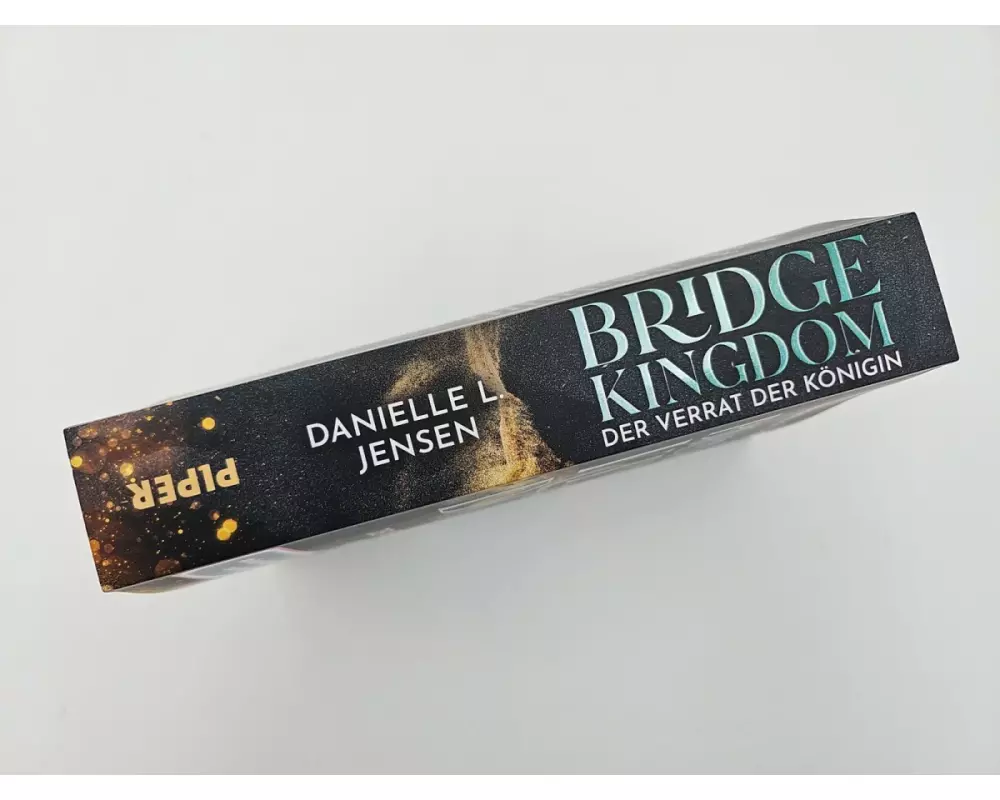 BRIDGE
KINGDOM
DER VERRAT DER KÖNIGIN
DANIELLE L.
JENSEN
PIPER